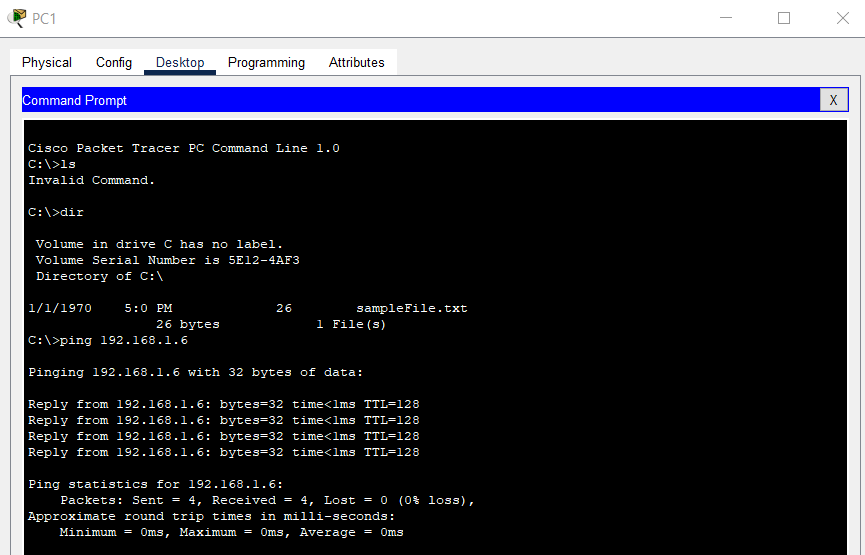 PC1
Physical Config Desktop Programming Attributes
Command Prompt X
Cisco Packet Tracer PC Command Line 1.0
C:\>ls
Invalid Command.
C:\>dir
Volume in drive C has no label.
Volume Serial Number is 5E12-4AF3
Directory of C:\
1/1/1970 5:0 PM 26 sampleFile.txt
26 bytes 1 File(s)
C:\>ping 192.168.1.6
Pinging 192.168.1.6 with 32 bytes of data:
Reply from 192.168.1.6: bytes=32 time<1ms TTL=128
Reply from 192.168.1.6: bytes=32 time<1ms TTL=128
Reply from 192.168.1.6: bytes=32 time<1ms TTL=128
Reply from 192.168.1.6: bytes=32 time<1ms TTL=128
Ping statistics for 192.168.1.6:
Packets: Sent = 4, Received = 4, Lost = 0 (0% loss),
Approximate round trip times in milli-seconds:
Minimum = 0ms, Maximum = 0ms, Average = 0ms